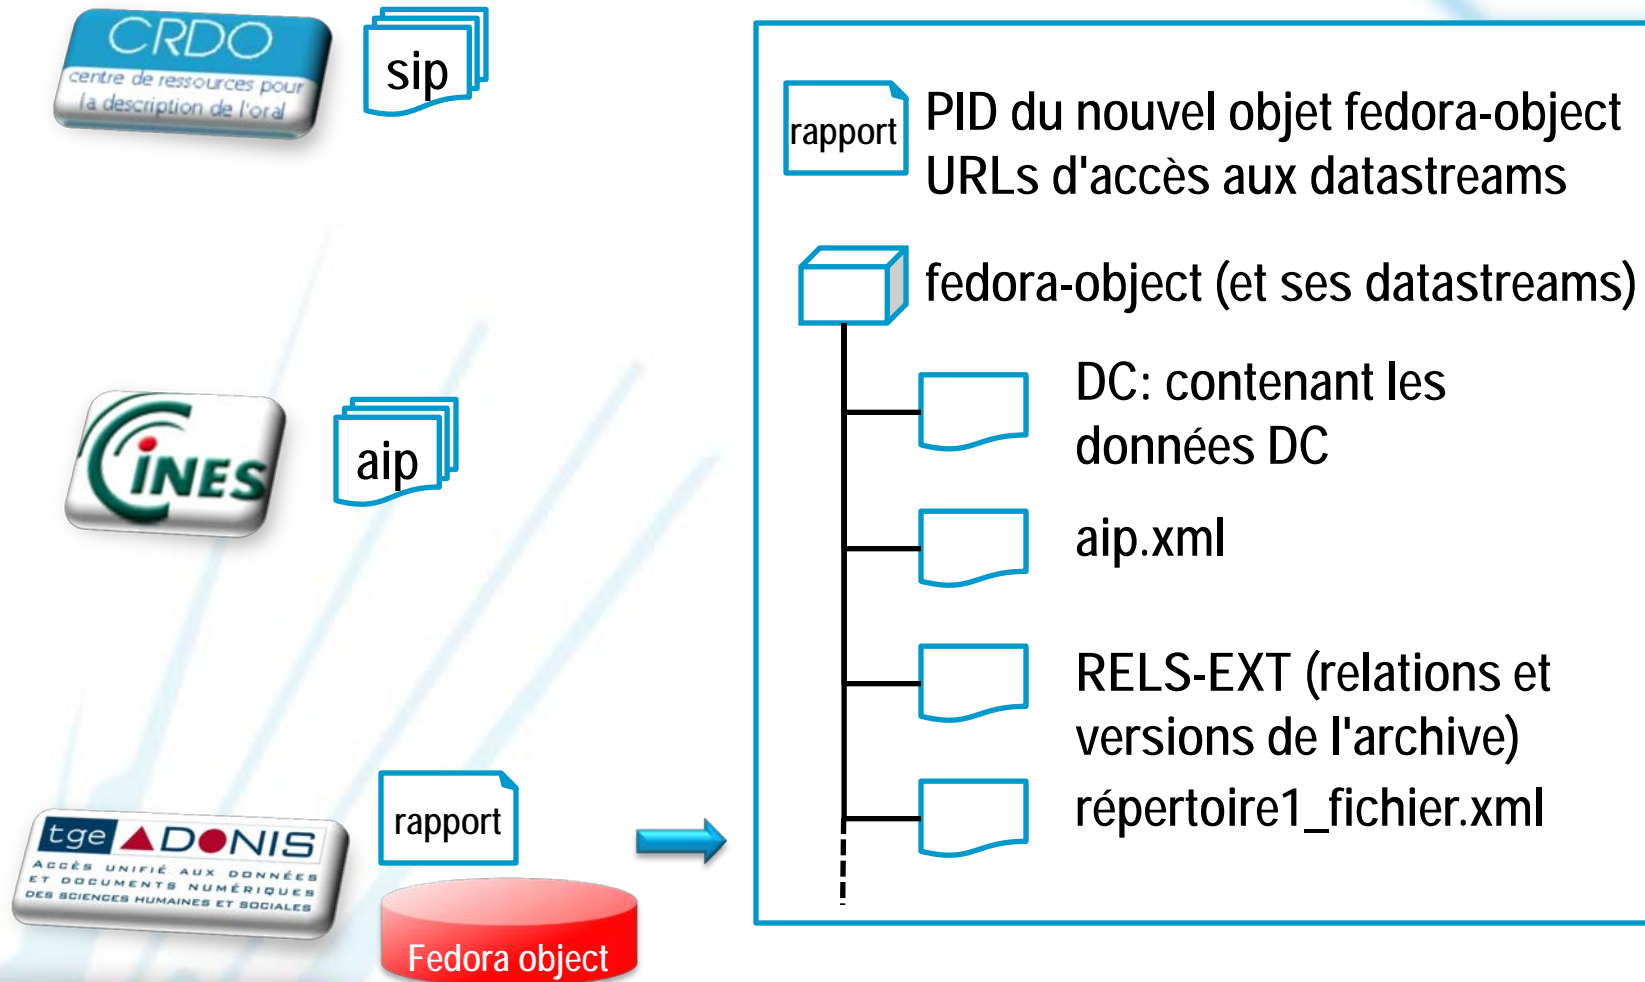 CRDO
centre de ressources pour
la description de l'oral
sip
CINES
aip
tge ADONIS
ACCÈS UNIFIÉ AUX DONNÉES
ET DOCUMENTS NUMÉRIQUES
DES SCIENCES HUMAINES ET SOCIALES
rapport
Fedora object
rapport
PID du nouvel objet fedora-object
URLs d'accès aux datastreams
fedora-object (et ses datastreams)
DC: contenant les
données DC
aip.xml
RELS-EXT (relations et
versions de l'archive)
répertoire1_fichier.xml